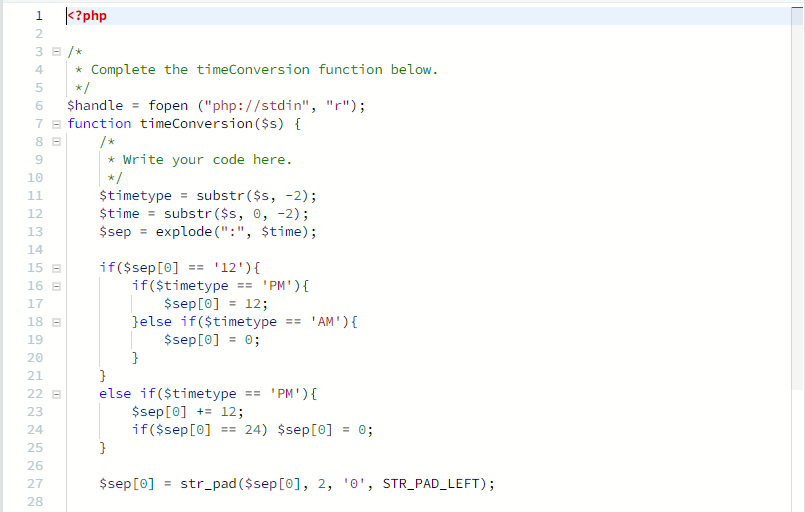 1 <?php
2
3 /*
4 * Complete the timeConversion function below.
5 */
6 $handle = fopen ("php://stdin", "r");
7 function timeConversion($s) {
8 /*
9 * Write your code here.
10 */
11 $timetype = substr($s, -2);
12 $time = substr($s, 0, -2);
13 $sep = explode(":", $time);
14
15 if($sep[0] == '12'){
16 if($timetype == 'PM'){
17 $sep[0] = 12;
18 }else if($timetype == 'AM'){
19 $sep[0] = 0;
20 }
21 }
22 else if($timetype == 'PM'){
23 $sep[0] += 12;
24 if($sep[0] == 24) $sep[0] = 0;
25 }
26
27 $sep[0] = str_pad($sep[0], 2, '0', STR_PAD_LEFT);
28